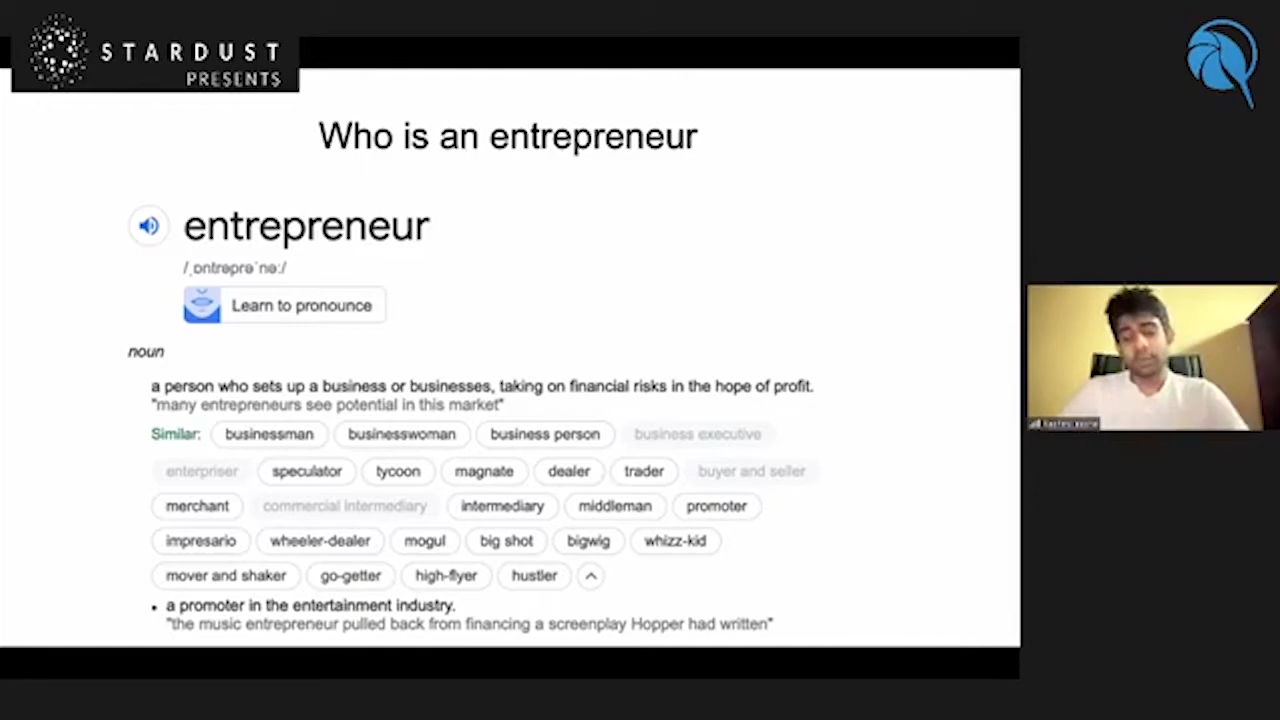 STARDUST
PRESENTS
Who is an entrepreneur
entrepreneur
/ˌɒntrəprəˈnəː/
Learn to pronounce
noun
a person who sets up a business or businesses, taking on financial risks in the hope of profit.
"many entrepreneurs see potential in this market"
Similar: businessman businesswoman business person business executive
enterpriser speculator tycoon magnate dealer trader buyer and seller
merchant commercial intermediary intermediary middleman promoter
impresario wheeler-dealer mogul big shot bigwig whizz-kid
mover and shaker go-getter high-flyer hustler
• a promoter in the entertainment industry.
"the music entrepreneur pulled back from financing a screenplay Hopper had written"